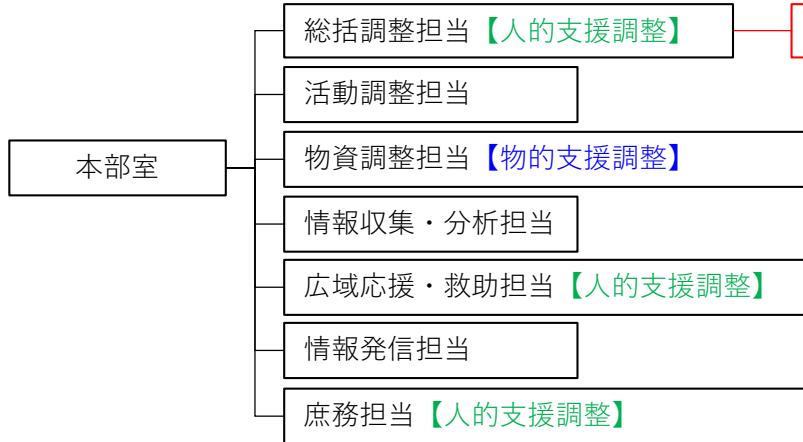 総括調整担当【人的支援調整】
活動調整担当
本部室
物資調整担当【物的支援調整】
情報収集・分析担当
広域応援・救助担当【人的支援調整】
情報発信担当
庶務担当【人的支援調整】